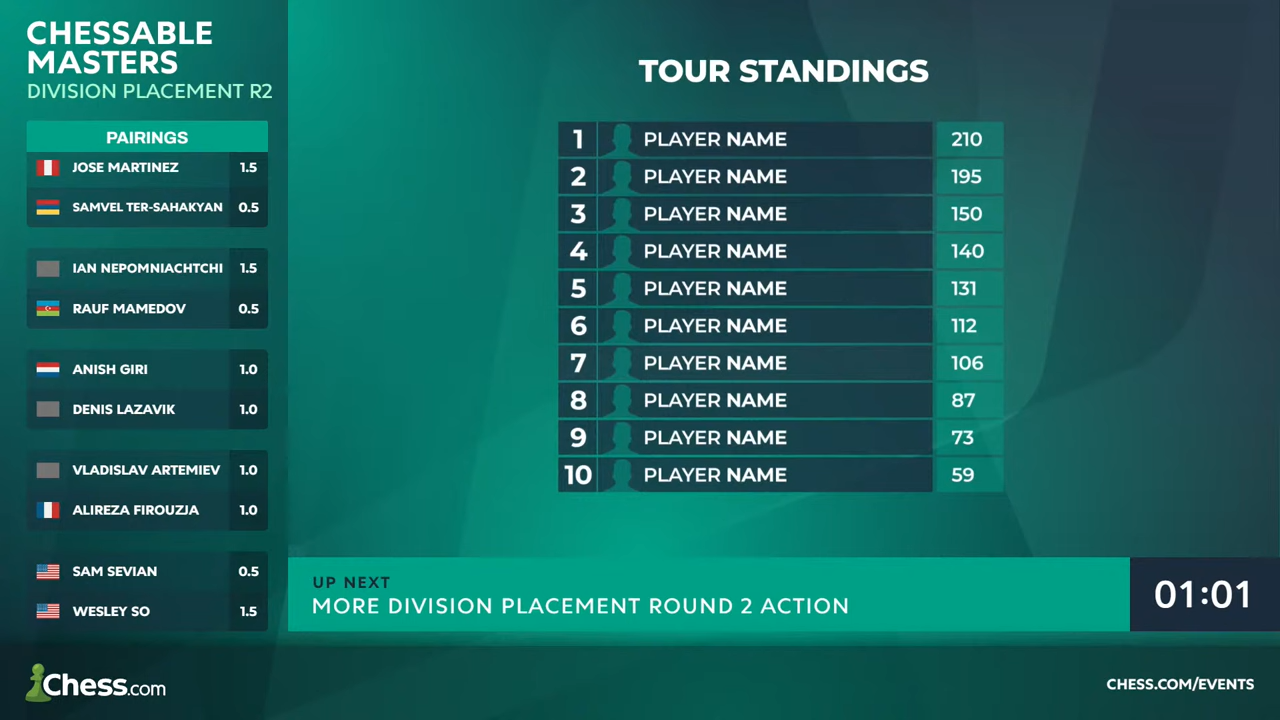 CHESSABLE
MASTERS
DIVISION PLACEMENT R2
PAIRINGS
JOSE MARTINEZ 1.5
SAMVEL TER-SAHAKYAN 0.5
IAN NEPOMNIACHTCHI 1.5
RAUF MAMEDOV 0.5
ANISH GIRI 1.0
DENIS LAZAVIK 1.0
VLADISLAV ARTEMIEV 1.0
ALIREZA FIROUZJA 1.0
SAM SEVIAN 0.5
WESLEY SO 1.5
TOUR STANDINGS
1 PLAYER NAME 210
2 PLAYER NAME 195
3 PLAYER NAME 150
4 PLAYER NAME 140
5 PLAYER NAME 131
6 PLAYER NAME 112
7 PLAYER NAME 106
8 PLAYER NAME 87
9 PLAYER NAME 73
10 PLAYER NAME 59
UP NEXT
MORE DIVISION PLACEMENT ROUND 2 ACTION
01:01
Chess.com
CHESS.COM/EVENTS